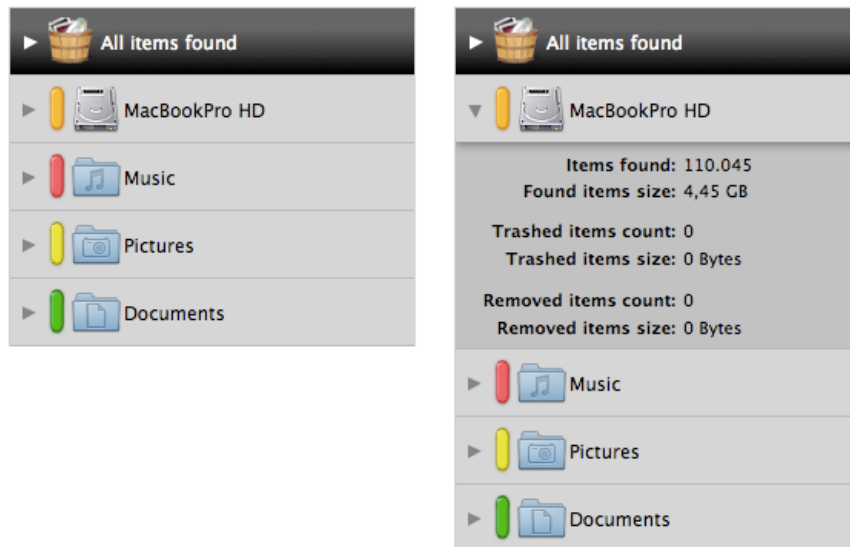 All items found
MacBookPro HD
Music
Pictures
Documents
All items found
MacBookPro HD
Items found: 110.045
Found items size: 4,45 GB
Trashed items count: 0
Trashed items size: 0 Bytes
Removed items count: 0
Removed items size: 0 Bytes
Music
Pictures
Documents